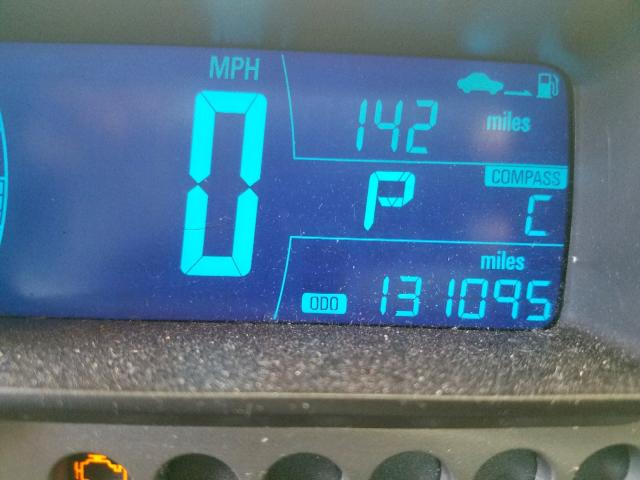 MPH
0
142 miles
P
COMPASS
C
miles
ODO 131095